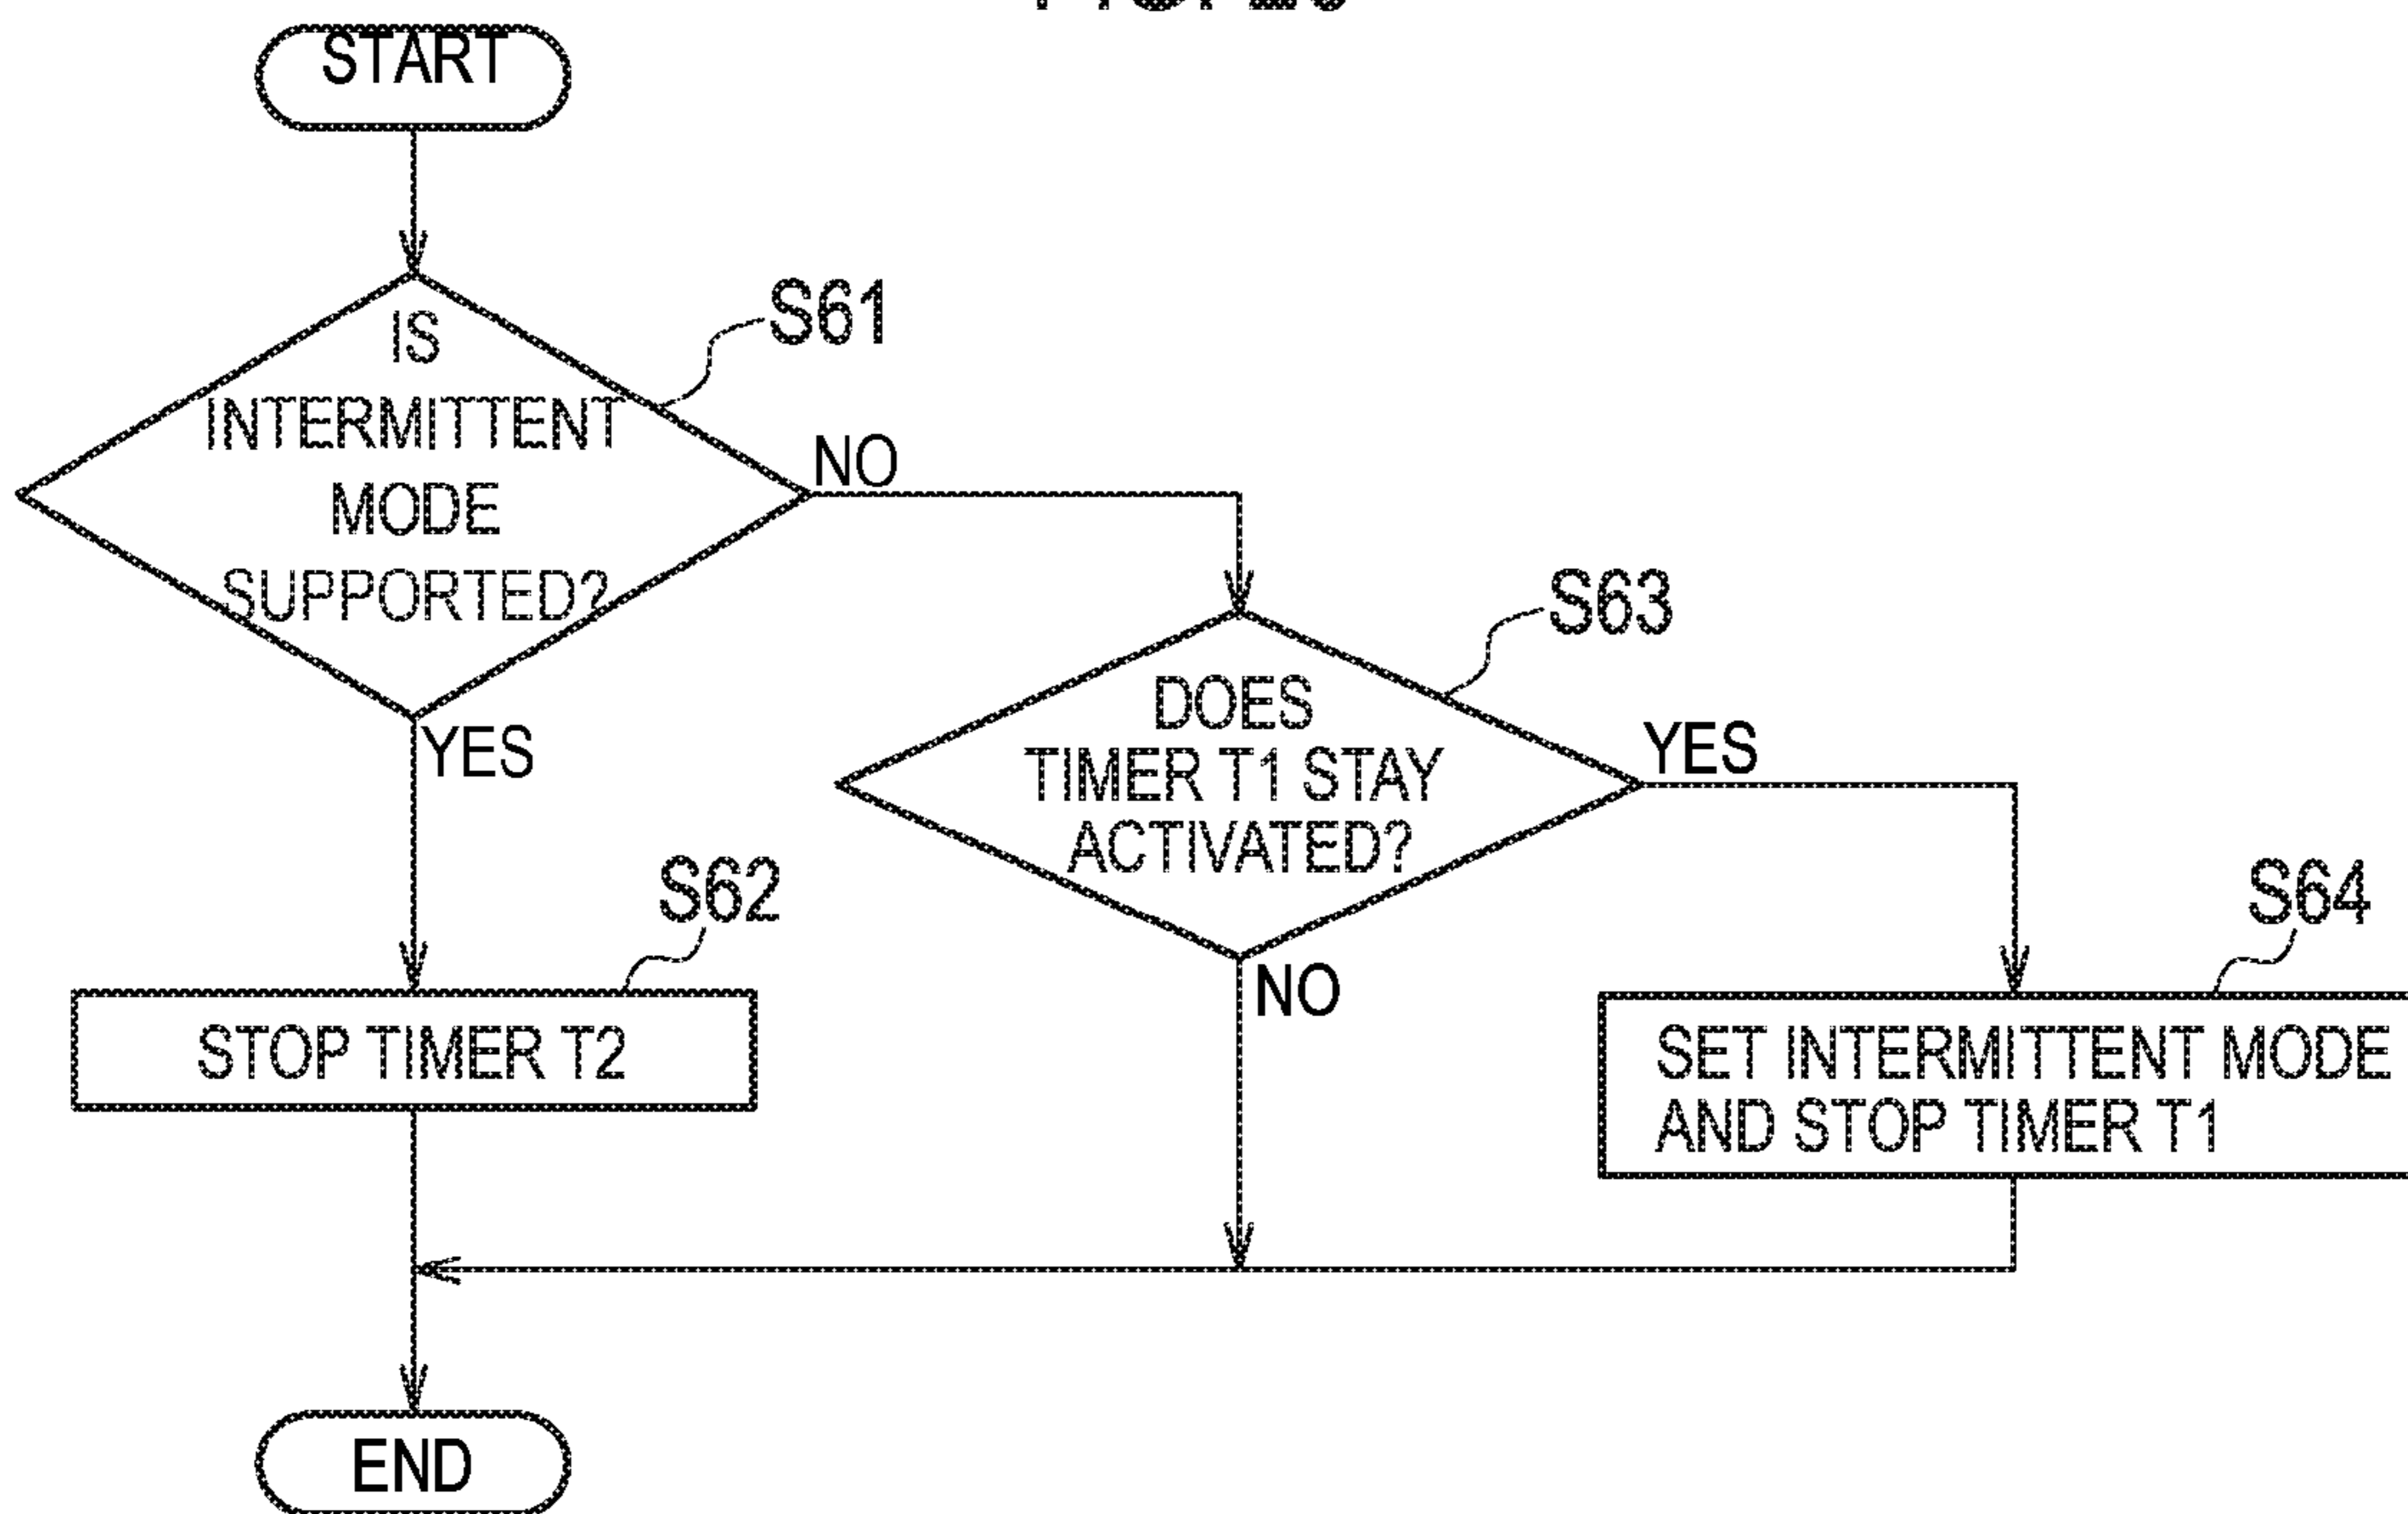 START
IS
INTERMITTENT
MODE
SUPPORTED?
S61
NO
YES
DOES
TIMER T1 STAY
ACTIVATED?
S63
YES
NO
S62
STOP TIMER T2
S64
SET INTERMITTENT MODE
AND STOP TIMER T1
END